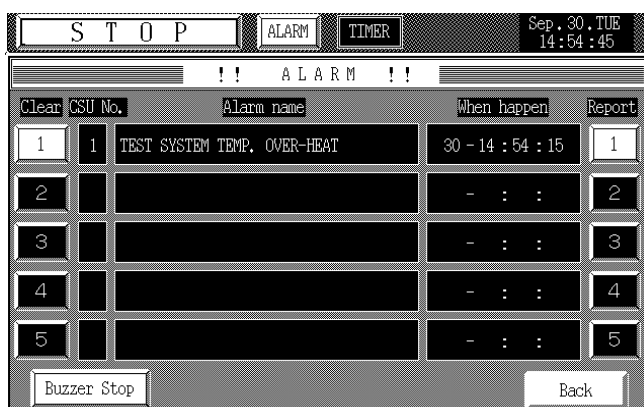 S T O P ALARM TIMER Sep. 30. TUE
14:54:45
!! A L A R M !!
Clear CSU No. Alarm name When happen Report
1 1 TEST SYSTEM TEMP. OVER-HEAT 30-14:54:15 1
2 - : : 2
3 - : : 3
4 - : : 4
5 - : : 5
Buzzer Stop Back